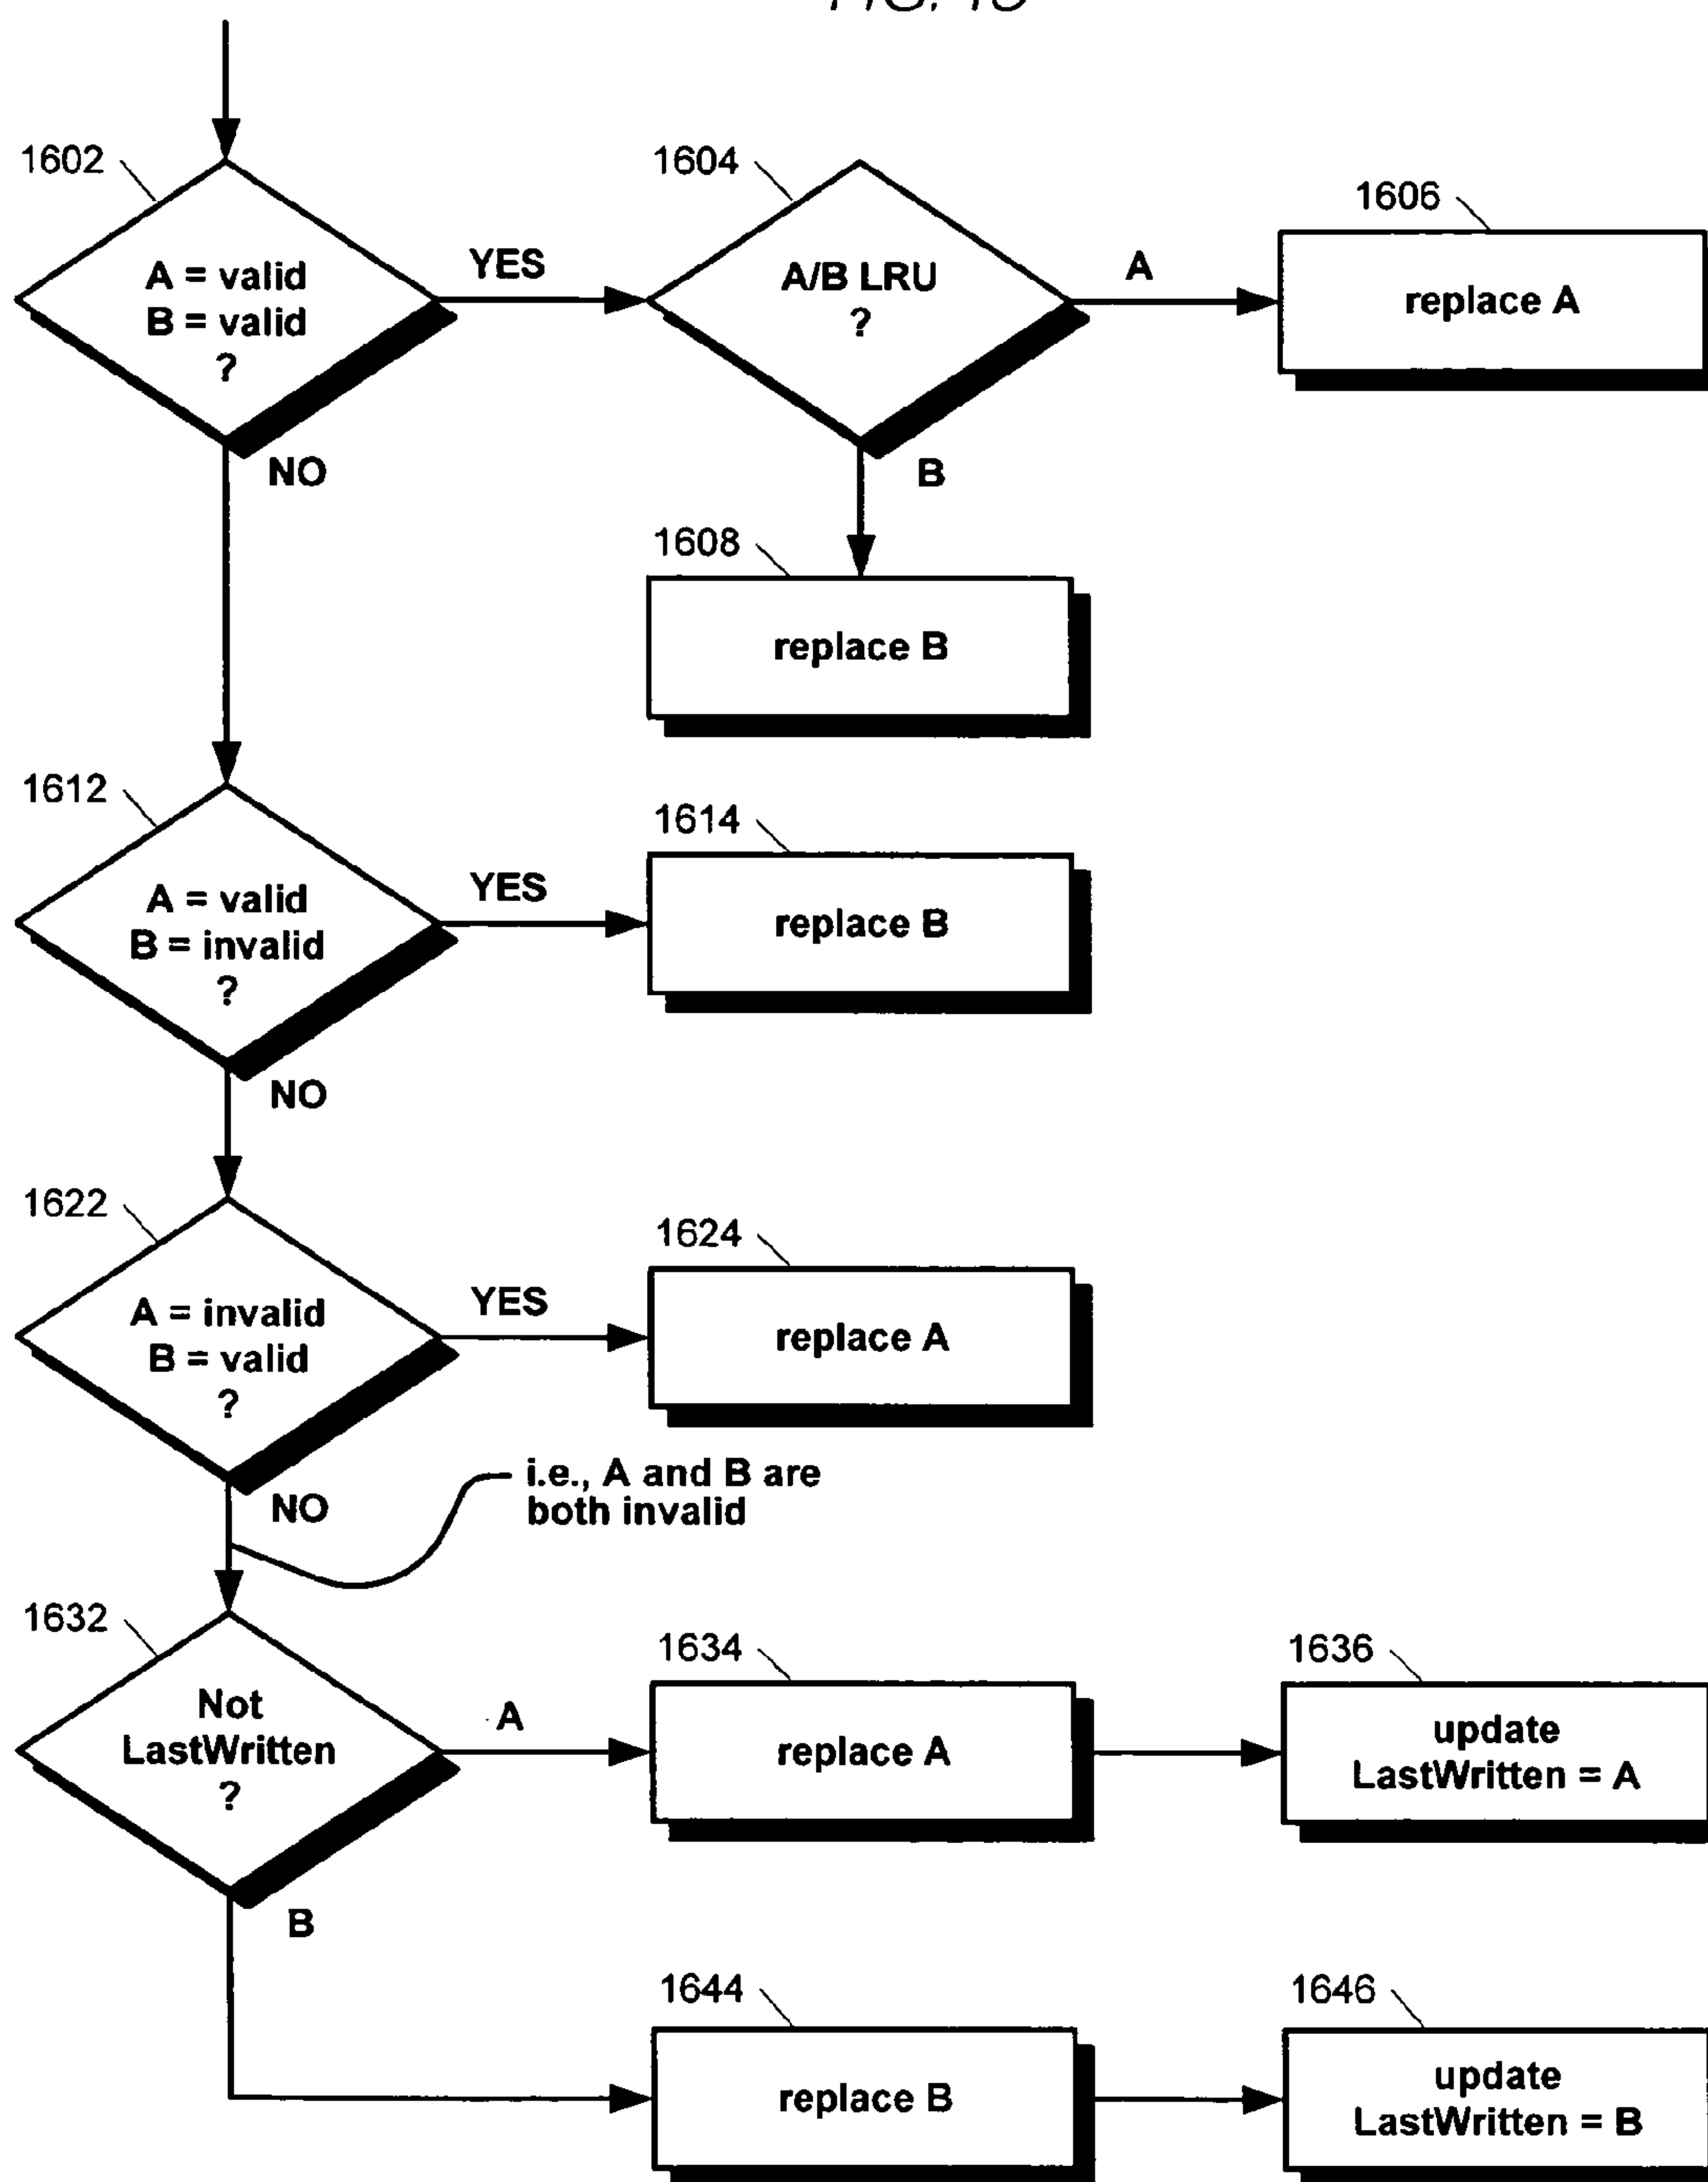 FIG.
1602
A = valid
B = valid
?
YES
NO
1604
A/B LRU
?
A
B
1606
replace A
1608
replace B
1612
A = valid
B = invalid
?
YES
NO
1614
replace B
1622
A = invalid
B = valid
?
YES
NO
1624
replace A
i.e., A and B are
both invalid
1632
Not
LastWritten
?
A
B
1634
replace A
1636
update
LastWritten = A
1644
replace B
1646
update
LastWritten = B